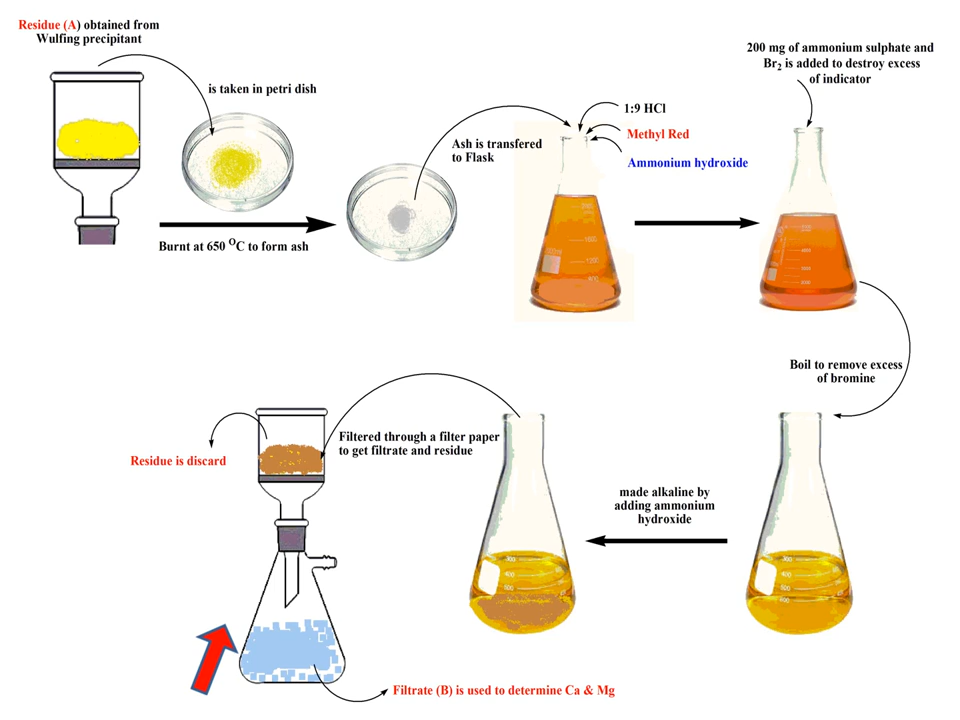 Residue (A) obtained from
Wulfing precipitant
is taken in petri dish
Burnt at 650 OC to form ash
Ash is transfered
to Flask
1:9 HCl
Methyl Red
Ammonium hydroxide
200 mg of ammonium sulphate and
Br2 is added to destroy excess
of indicator
Boil to remove excess
of bromine
made alkaline by
adding ammonium
hydroxide
Filtered through a filter paper
to get filtrate and residue
Residue is discard
Filtrate (B) is used to determine Ca & Mg